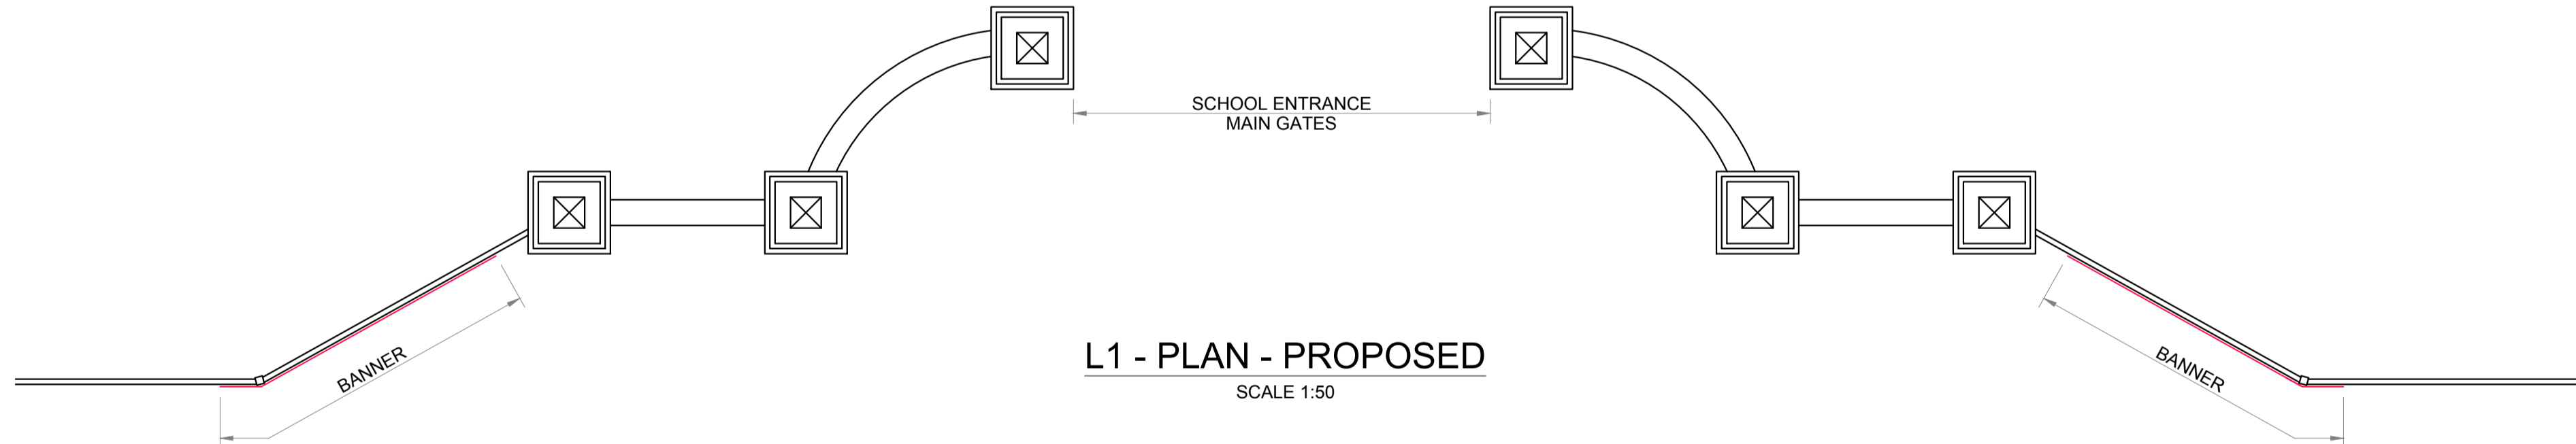 SCHOOL ENTRANCE
MAIN GATES
BANNER
BANNER
L1 - PLAN - PROPOSED
SCALE 1:50